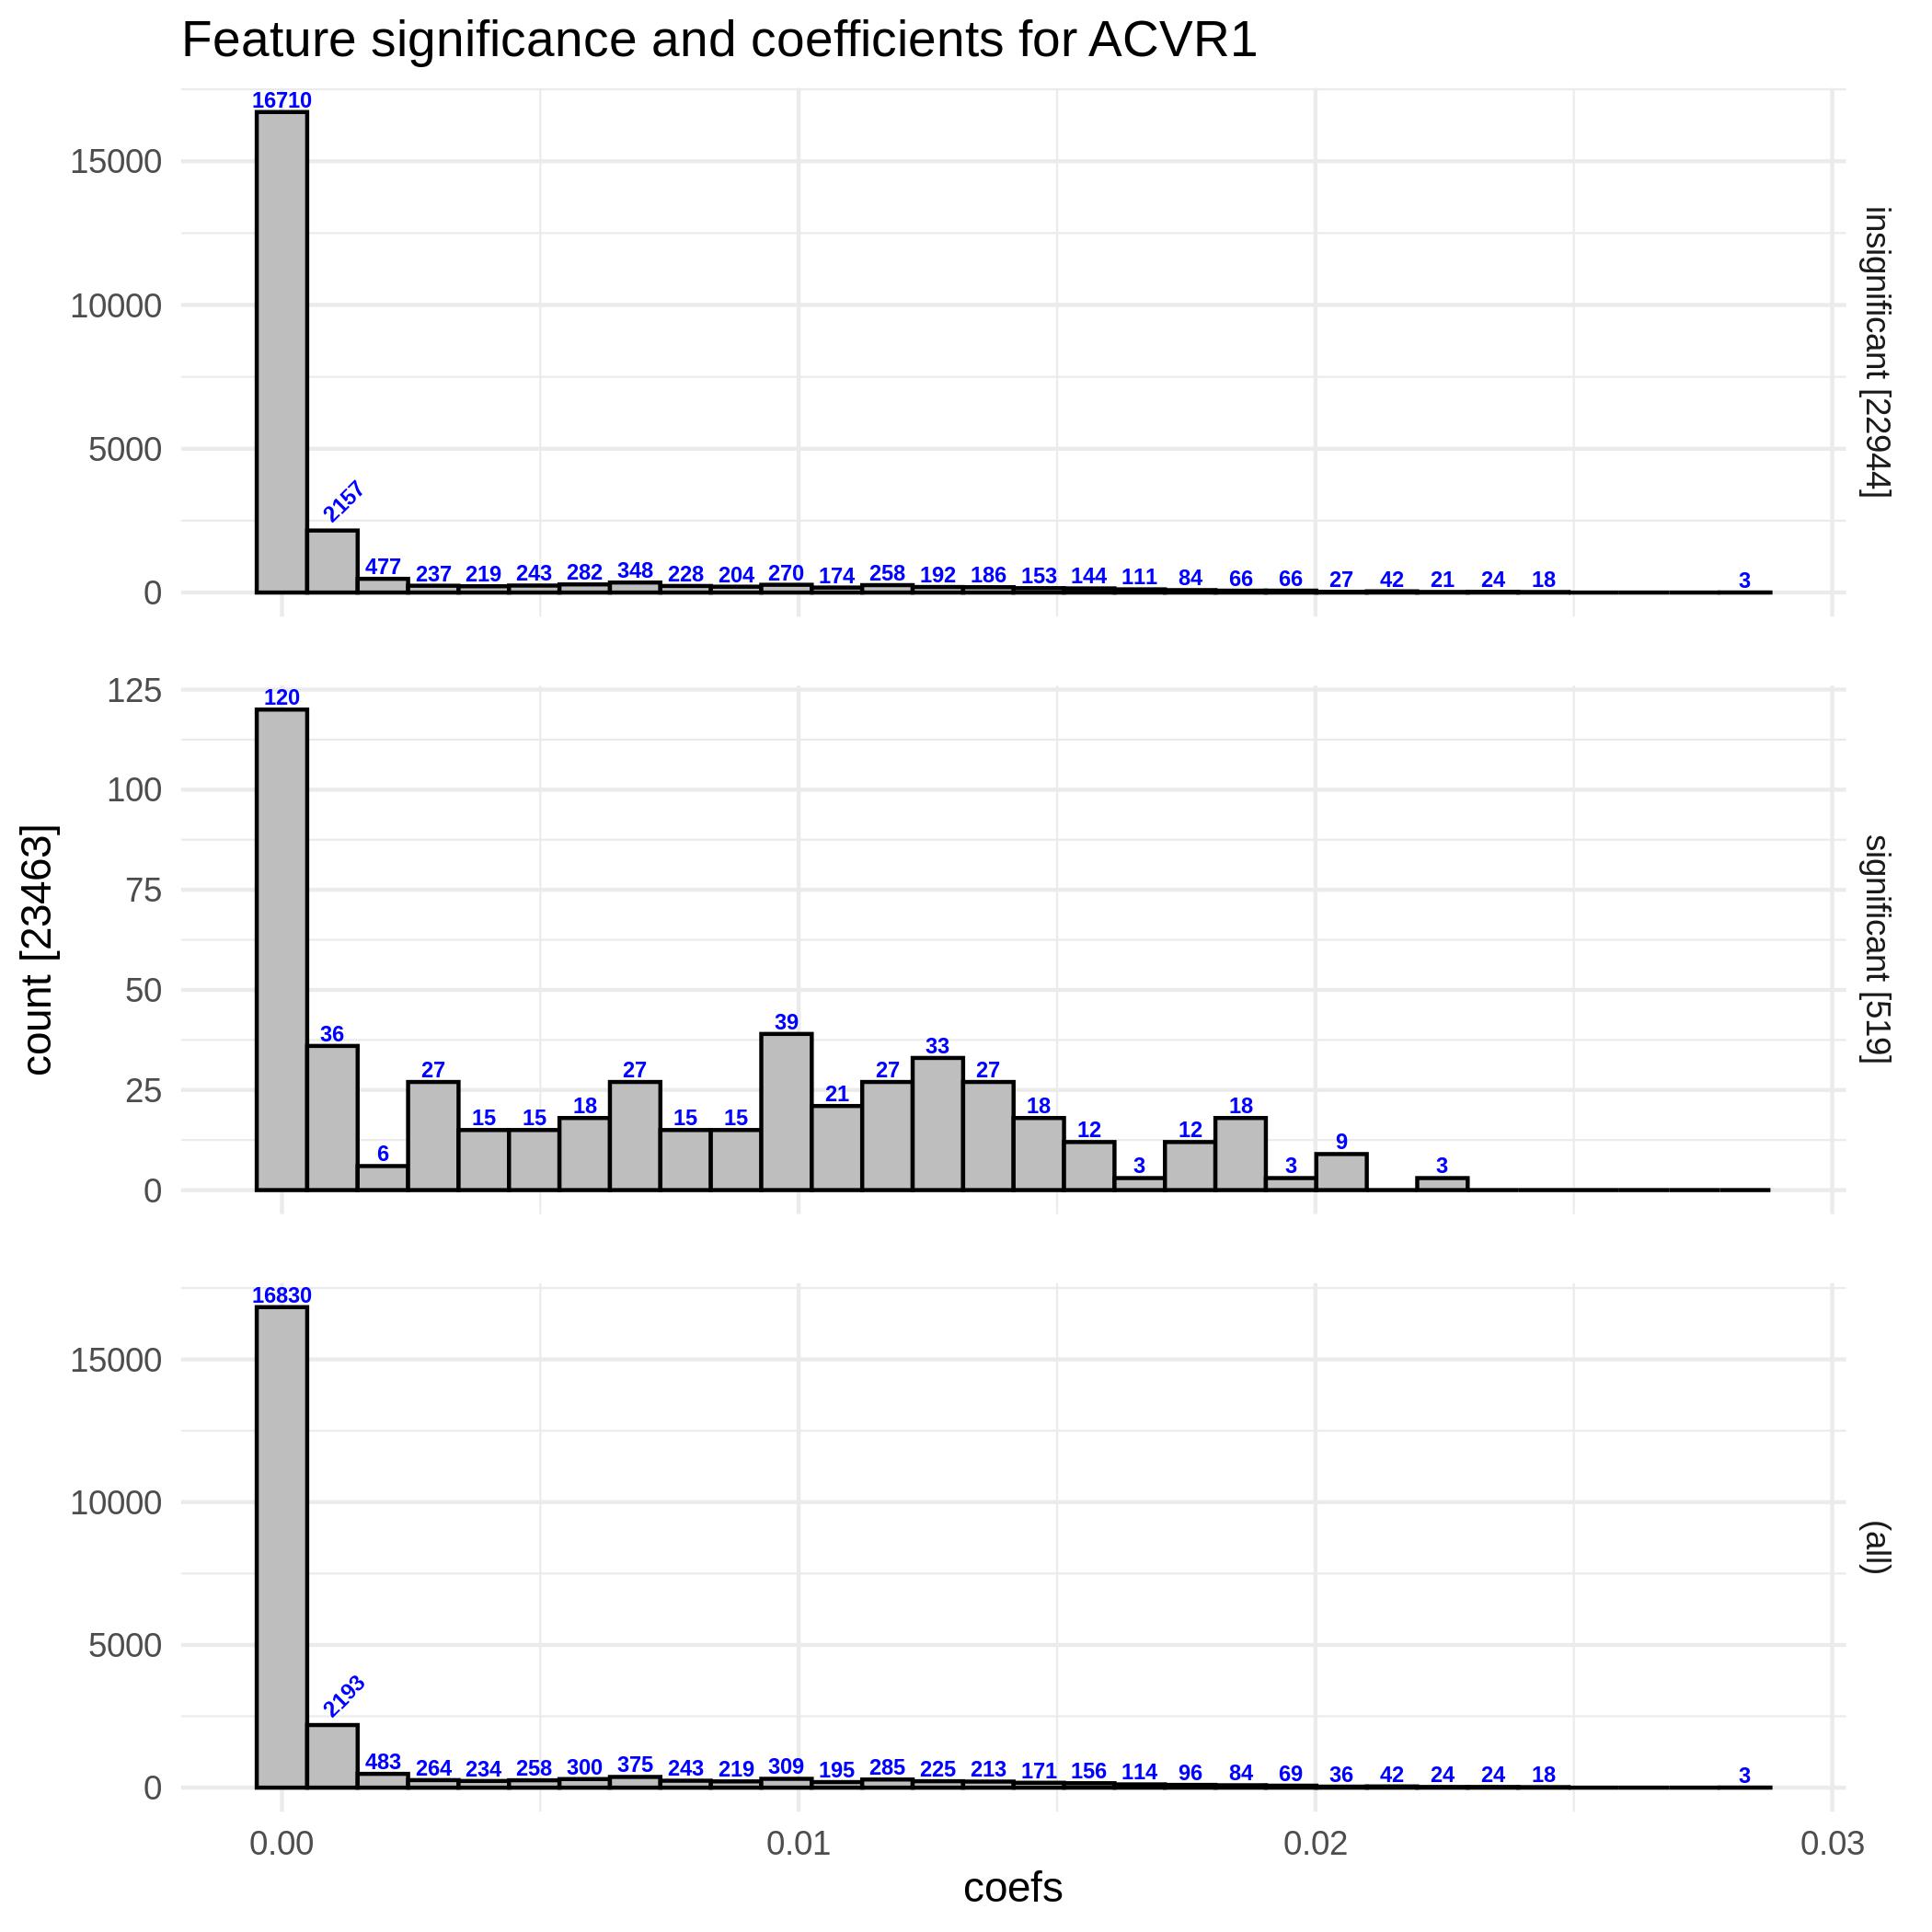 Feature significance and coefficients for ACVR1
16710
15000
10000
5000
0
2157
477 237 219 243 282 348 228 204 270 174 258 192 186 153 144 111 84 66 66 27 42 21 24 18 3
insignificant [22944]
count [23463]
125
100
75
50
25
0
120 36 6 27 15 15 18 27 15 15 39 21 27 33 27 18 12 3 12 18 3 9 3
significant [519]
16830
15000
10000
5000
0
2193
483 264 234 258 300 375 243 219 309 195 285 225 213 171 156 114 96 84 69 36 42 24 24 18 3
(all)
0.00 0.01 0.02 0.03
coefs